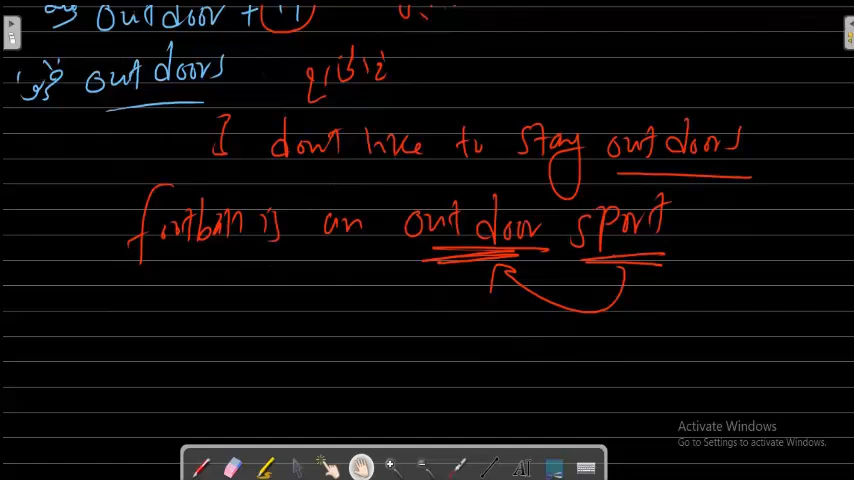 outdoor + n
outdoors
I dont like to stay outdoors
football is an outdoor sport
Activate Windows
Go to Settings to activate Windows.